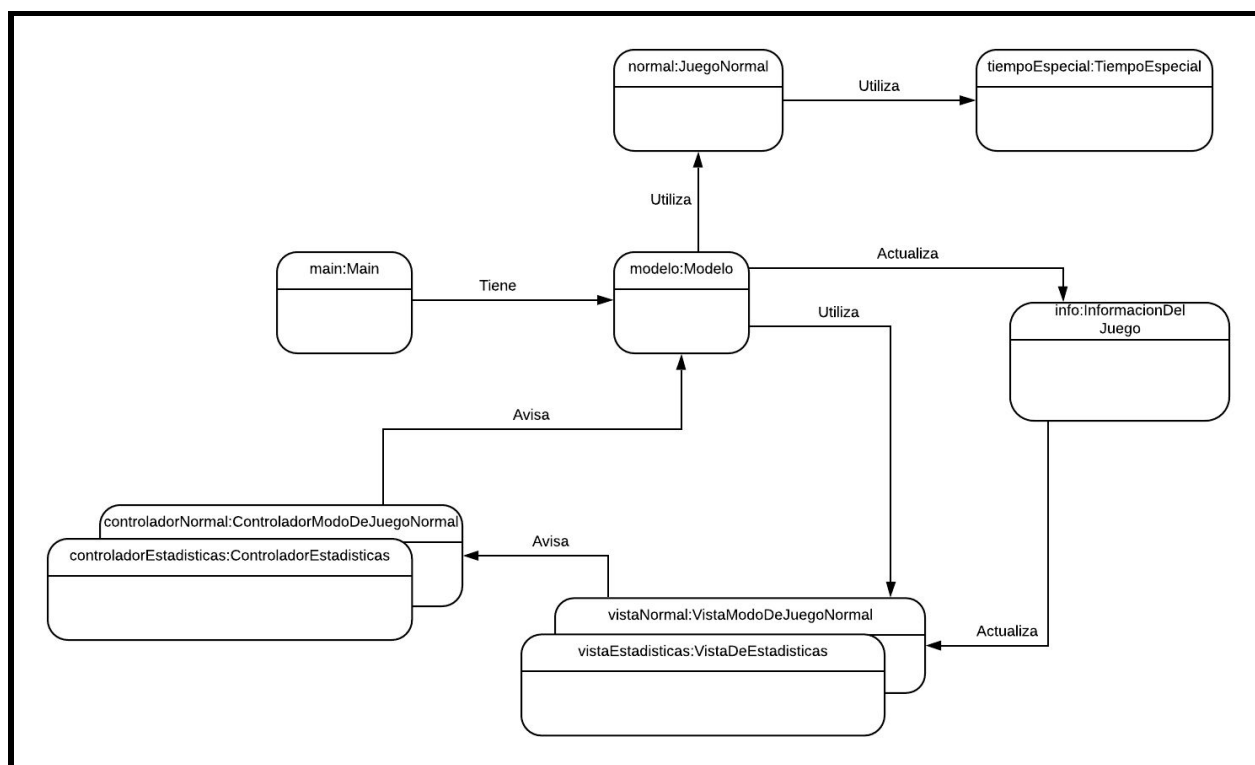 normal:JuegoNormal
tiempoEspecial:TiempoEspecial
Utiliza
Utiliza
main:Main
modelo:Modelo
Actualiza
Tiene
Utiliza
info:InformacionDel
Juego
Avisa
controladorNormal:ControladorModoDeJuegoNormal
controladorEstadisticas:ControladorEstadisticas
Avisa
vistaNormal:VistaModoDeJuegoNormal
Actualiza
vistaEstadisticas:VistaDeEstadisticas